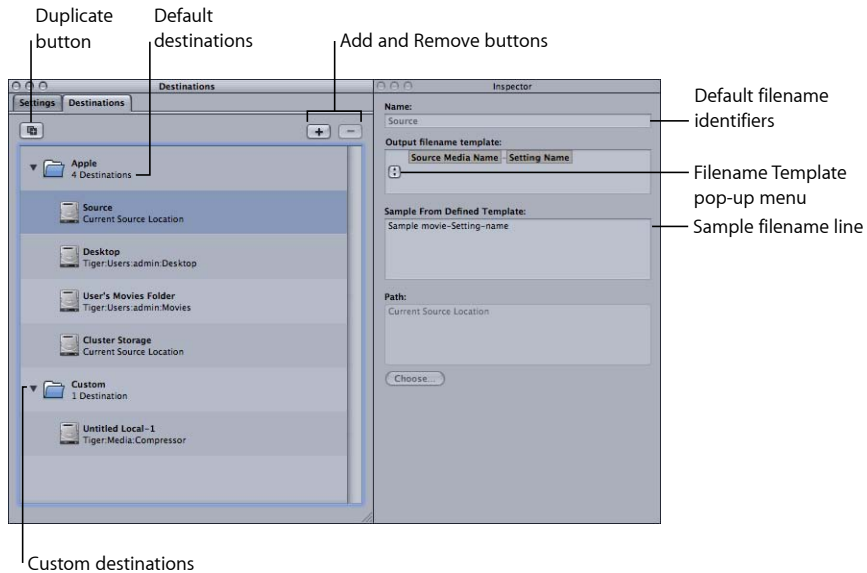 Duplicate
button
Default
destinations
Add and Remove buttons
Destinations
Settings Destinations
+ −
Apple
4 Destinations
Source
Current Source Location
Desktop
Tiger:Users:admin:Desktop
User's Movies Folder
Tiger:Users:admin:Movies
Cluster Storage
Current Source Location
Custom
1 Destination
Untitled Local-1
Tiger:Media:Compressor
Custom destinations
Inspector
Name:
Source
Output filename template:
Source Media Name - Setting Name
Sample From Defined Template:
Sample movie-Setting-name
Path:
Current Source Location
Choose...
Default filename
identifiers
Filename Template
pop-up menu
Sample filename line